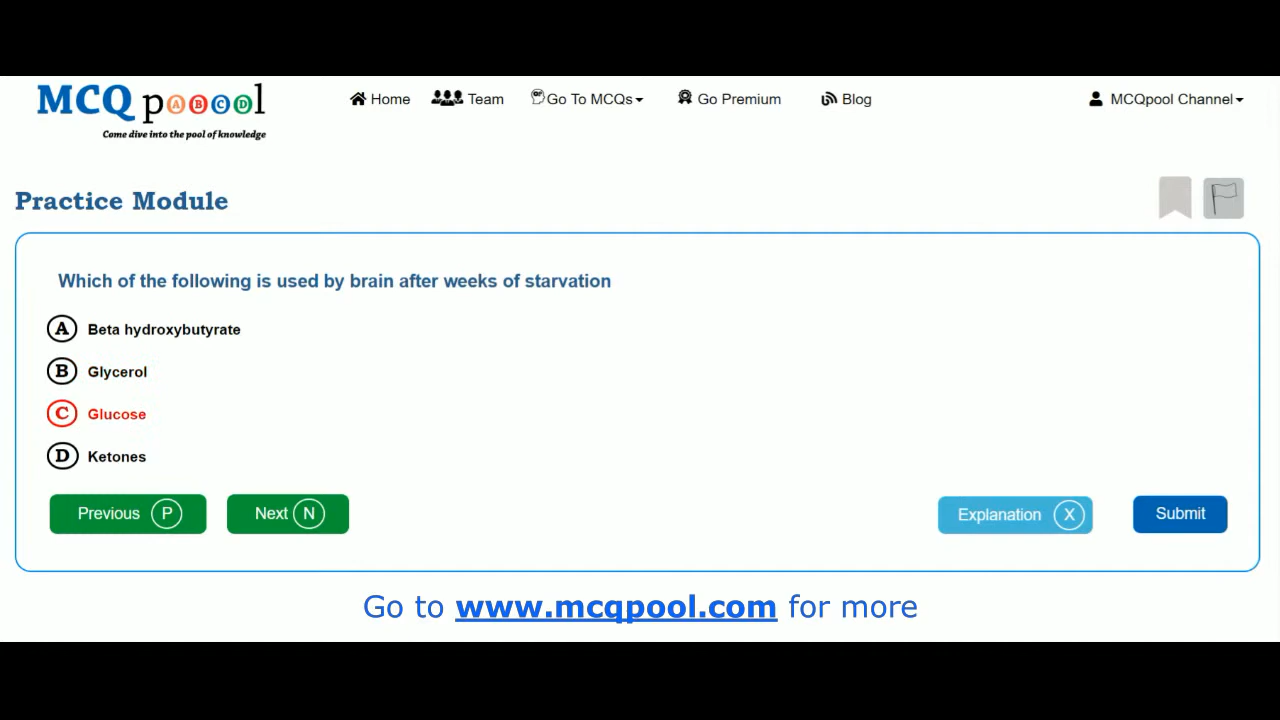 MCQ pooool
Come dive into the pool of knowledge
Home Team Go To MCQs Go Premium Blog MCQpool Channel
Practice Module
Which of the following is used by brain after weeks of starvation
A Beta hydroxybutyrate
B Glycerol
C Glucose
D Ketones
Previous P Next N Explanation X Submit
Go to www.mcqpool.com for more